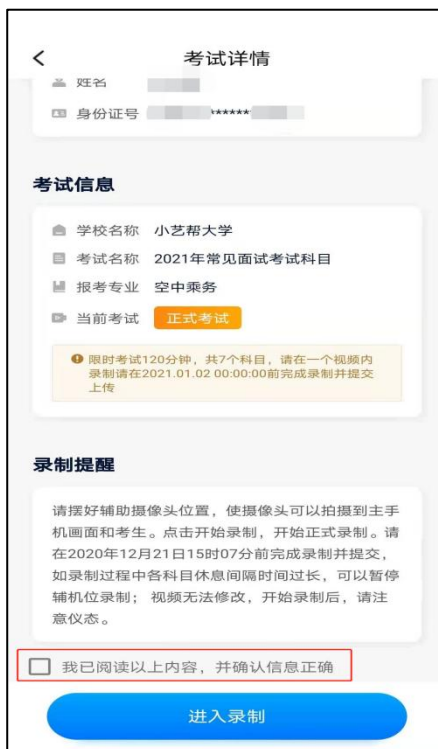 考试详情
姓名
身份证号 ******
考试信息
学校名称 小艺帮大学
考试名称 2021年常见面试考试科目
报考专业 空中乘务
当前考试 正式考试
限时考试120分钟，共7个科目，请在一个视频内
录制请在2021.01.02 00:00:00前完成录制并提交
上传
录制提醒
请摆好辅助摄像头位置，使摄像头可以拍摄到主手
机画面和考生。点击开始录制，开始正式录制。请
在2020年12月21日15时07分前完成录制并提交，
如录制过程中各科目休息间隔时间过长，可以暂停
辅机位录制； 视频无法修改，开始录制后，请注
意仪态。
我已阅读以上内容，并确认信息正确
进入录制